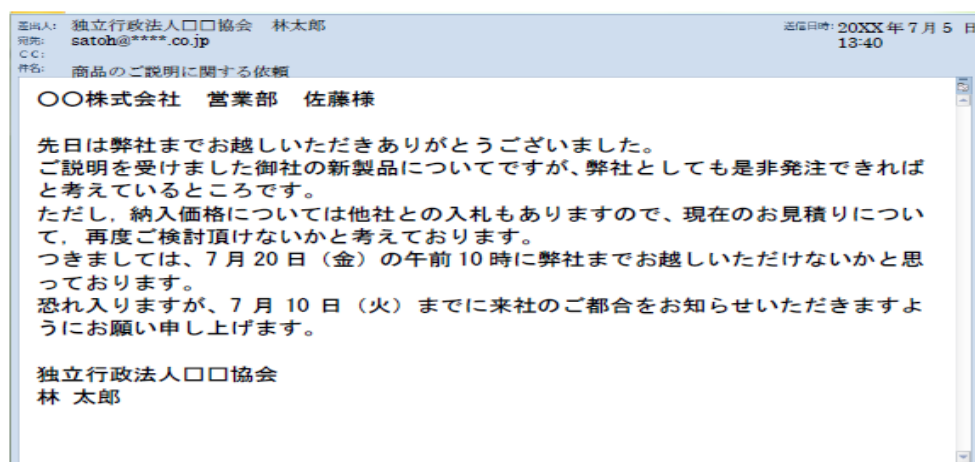 差出人: 独立行政法人□□協会 林太郎
送信日時: 20XX年7月5日
13:40
宛先: satoh@****.co.jp
CC:
件名: 商品のご説明に関する依頼
〇〇株式会社 営業部 佐藤様
先日は弊社までお越しいただきありがとうございました。
ご説明を受けました御社の新製品についてですが、弊社としても是非発注できれば
と考えているところです。
ただし，納入価格については他社との入札もありますので、現在のお見積りについ
て，再度ご検討頂けないかと考えております。
つきましては、7月20日（金）の午前10時に弊社までお越しいただけないかと思
っております。
恐れ入りますが、7月10日（火）までに来社のご都合をお知らせいただきますよ
うにお願い申し上げます。
独立行政法人□□協会
林 太郎